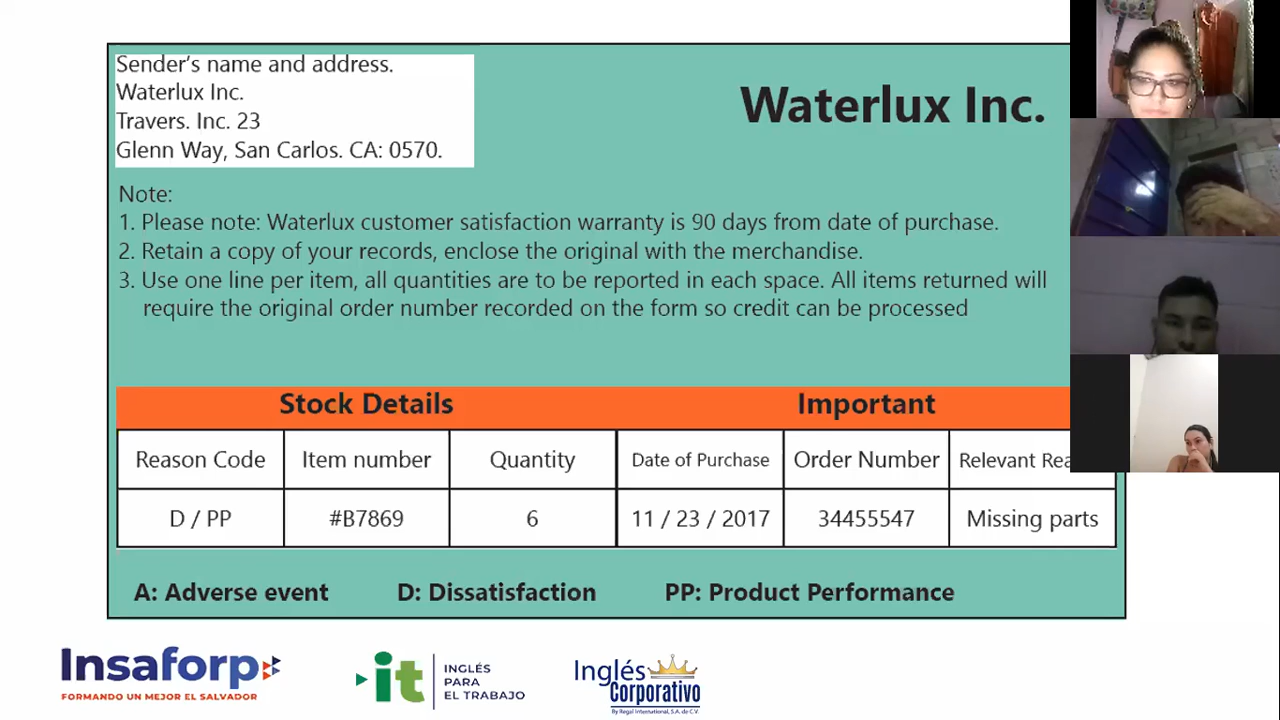 Sender's name and address.
Waterlux Inc.
Travers. Inc. 23
Glenn Way, San Carlos. CA: 0570.
Waterlux Inc.
Note:
1. Please note: Waterlux customer satisfaction warranty is 90 days from date of purchase.
2. Retain a copy of your records, enclose the original with the merchandise.
3. Use one line per item, all quantities are to be reported in each space. All items returned will
require the original order number recorded on the form so credit can be processed
Stock Details Important
Reason Code Item number Quantity Date of Purchase Order Number Relevant
D / PP #B7869 6 11 / 23 / 2017 34455547 Missing parts
A: Adverse event D: Dissatisfaction PP: Product Performance
Insaforp
FORMANDO UN MEJOR EL SALVADOR
it
INGLÉS
PARA
EL TRABAJO
Inglés
Corporativo
By Regal International, S.A. de C.V.